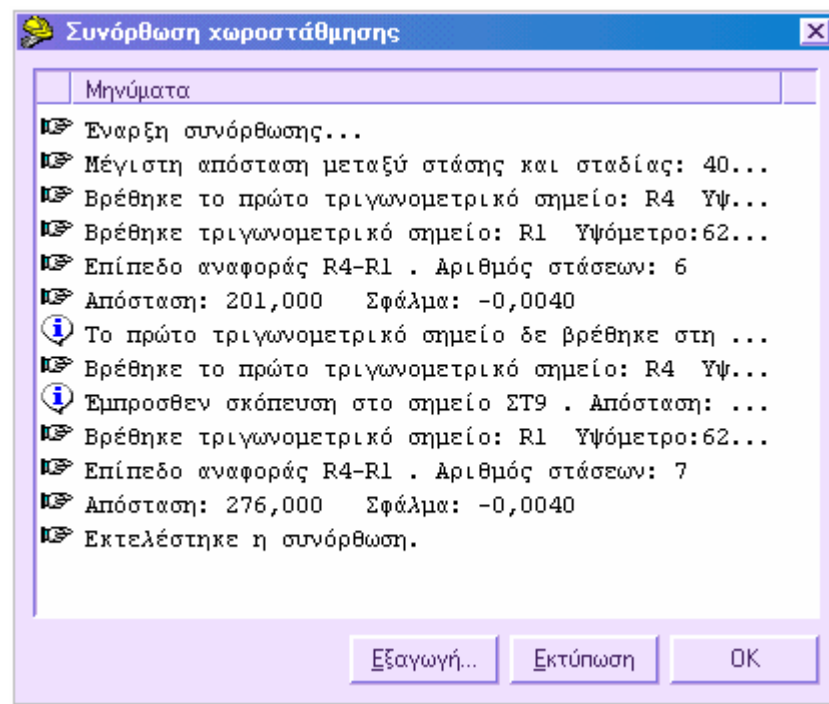 Συνόρθωση χωροστάθμησης
Μηνύματα
Έναρξη συνόρθωσης...
Μέγιστη απόσταση μεταξύ στάσης και σταδίας: 40...
Βρέθηκε το πρώτο τριγωνομετρικό σημείο: R4 Υψ...
Βρέθηκε τριγωνομετρικό σημείο: R1 Υψόμετρο:62...
Επίπεδο αναφοράς R4-R1 . Αριθμός στάσεων: 6
Απόσταση: 201,000 Σφάλμα: -0,0040
Το πρώτο τριγωνομετρικό σημείο δε βρέθηκε στη ...
Βρέθηκε το πρώτο τριγωνομετρικό σημείο: R4 Υψ...
Έμπροσθεν σκόπευση στο σημείο ΣΤ9 . Απόσταση: ...
Βρέθηκε τριγωνομετρικό σημείο: R1 Υψόμετρο:62...
Επίπεδο αναφοράς R4-R1 . Αριθμός στάσεων: 7
Απόσταση: 276,000 Σφάλμα: -0,0040
Εκτελέστηκε η συνόρθωση.
Εξαγωγή... Εκτύπωση OK